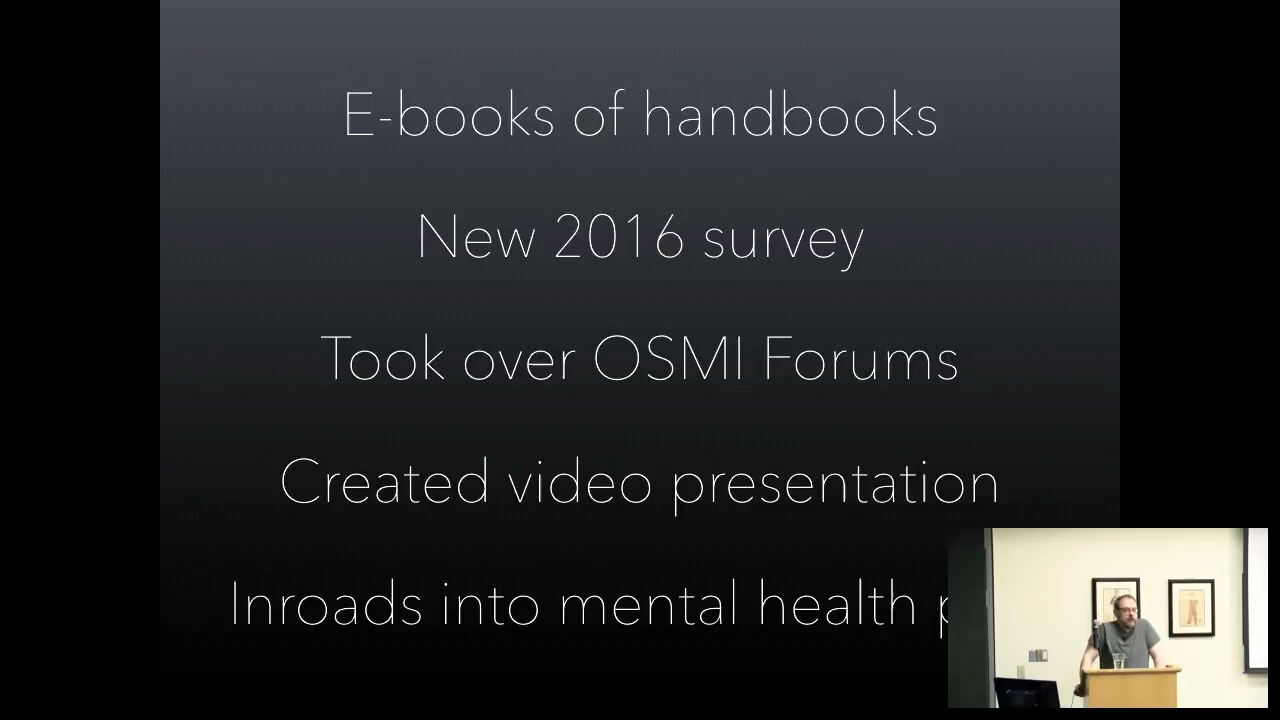 E-books of handbooks
New 2016 survey
Took over OSMI Forums
Created video presentation
Inroads into mental health